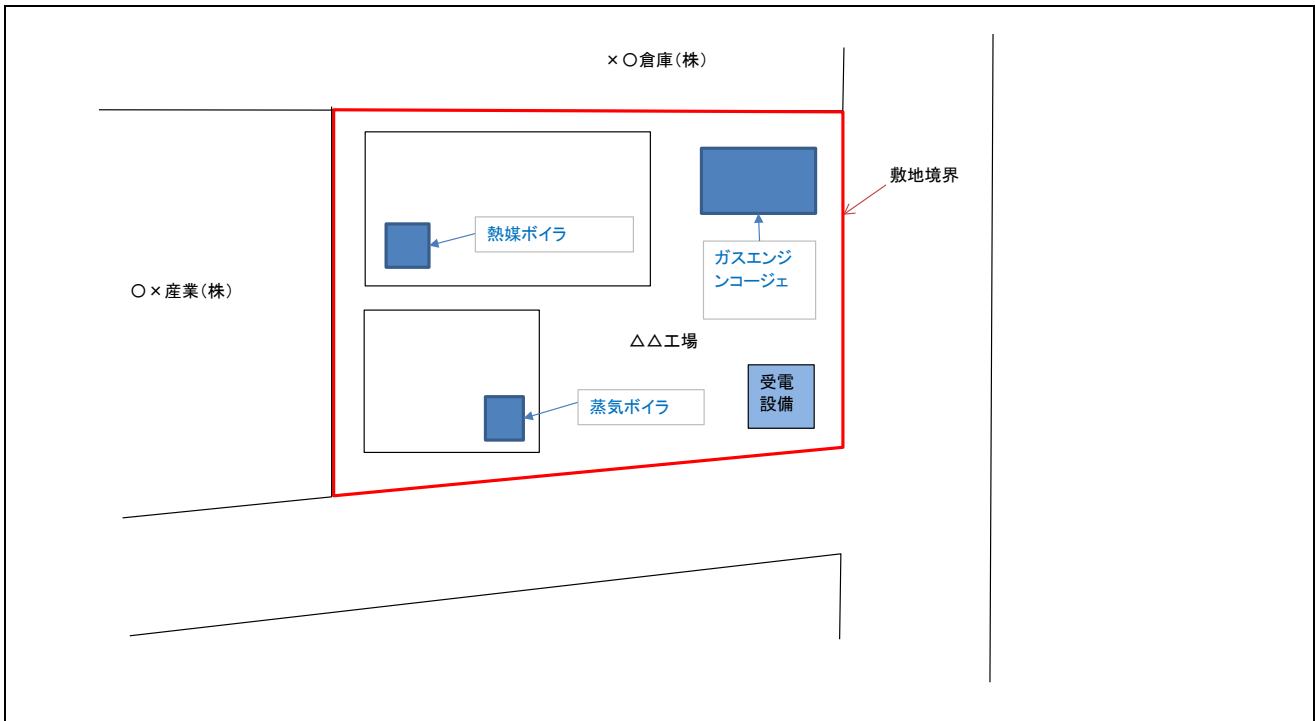 ×〇倉庫(株)
敷地境界
熱媒ボイラ
ガスエンジ
ンコージェ
〇×産業(株)
△△工場
受電
設備
蒸気ボイラ